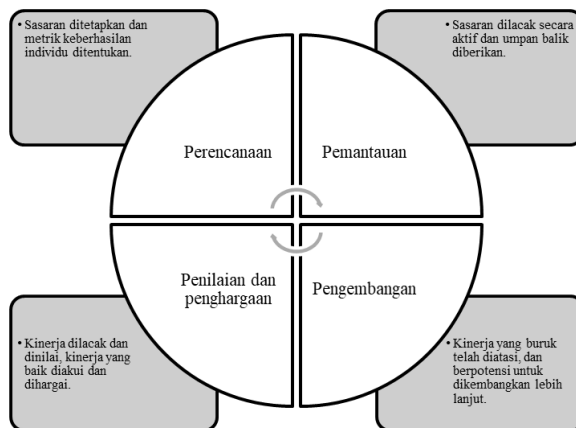 • Sasaran ditetapkan dan
metrik keberhasilan
individu ditentukan.
• Sasaran dilacak secara
aktif dan umpan balik
diberikan.
Perencanaan
Pemantauan
Penilaian dan
penghargaan
Pengembangan
• Kinerja dilacak dan
dinilai, kinerja yang
baik diakui dan
dihargai.
• Kinerja yang buruk
telah diatasi, dan
berpotensi untuk
dikembangkan lebih
lanjut.